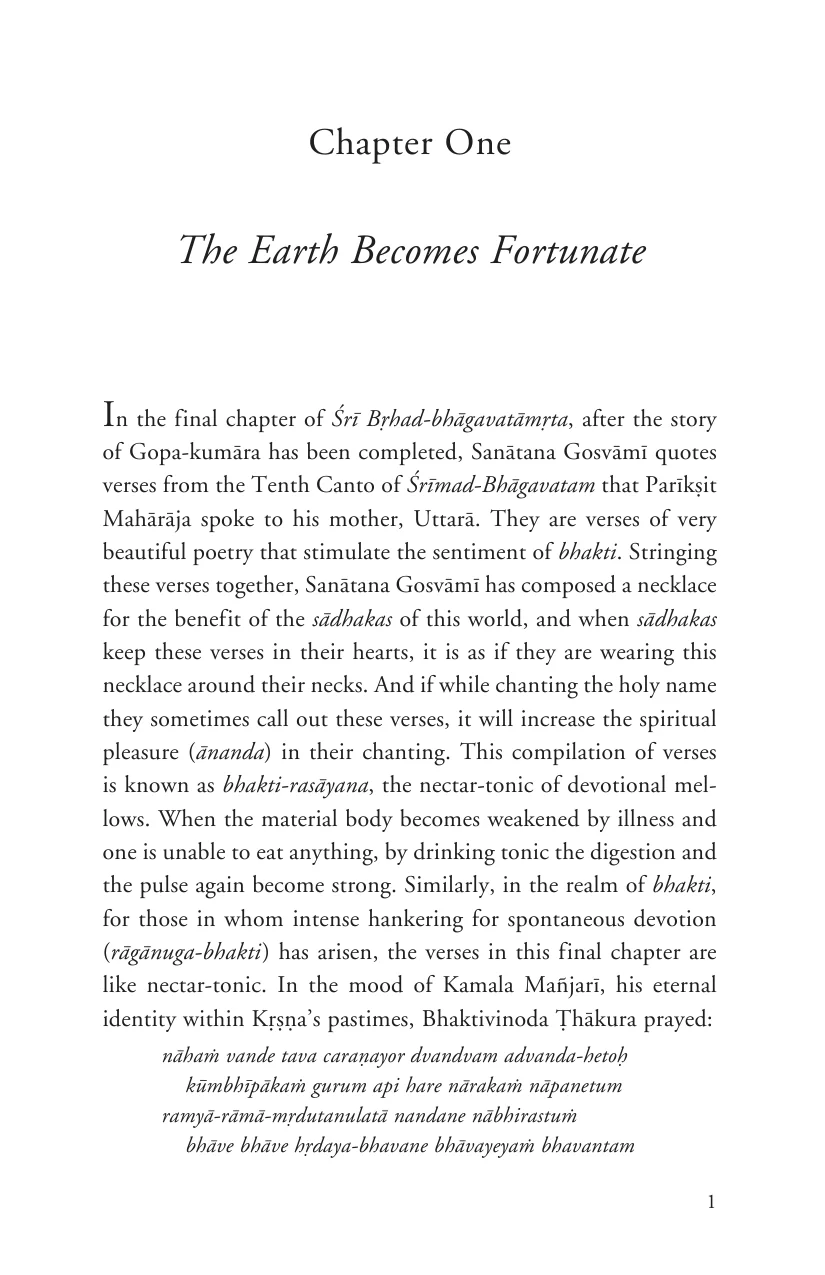 Chapter One
The Earth Becomes Fortunate
In the final chapter of Śrī Bṛhad-bhāgavatāmṛta, after the story
of Gopa-kumāra has been completed, Sanātana Gosvāmī quotes
verses from the Tenth Canto of Śrīmad-Bhāgavatam that Parīkṣit
Mahārāja spoke to his mother, Uttarā. They are verses of very
beautiful poetry that stimulate the sentiment of bhakti. Stringing
these verses together, Sanātana Gosvāmī has composed a necklace
for the benefit of the sādhakas of this world, and when sādhakas
keep these verses in their hearts, it is as if they are wearing this
necklace around their necks. And if while chanting the holy name
they sometimes call out these verses, it will increase the spiritual
pleasure (ānanda) in their chanting. This compilation of verses
is known as bhakti-rasāyana, the nectar-tonic of devotional mel-
lows. When the material body becomes weakened by illness and
one is unable to eat anything, by drinking tonic the digestion and
the pulse again become strong. Similarly, in the realm of bhakti,
for those in whom intense hankering for spontaneous devotion
(rāgānuga-bhakti) has arisen, the verses in this final chapter are
like nectar-tonic. In the mood of Kamala Mañjarī, his eternal
identity within Kṛṣṇa’s pastimes, Bhaktivinoda Ṭhākura prayed:
nāhaṁ vande tava caraṇayor dvandvam advanda-hetoḥ
kūmbhīpākaṁ gurum api hare nārakaṁ nāpanetum
ramyā-rāmā-mṛdutanulatā nandane nābhirastuṁ
bhāve bhāve hṛdaya-bhavane bhāvayeyaṁ bhavantam
1